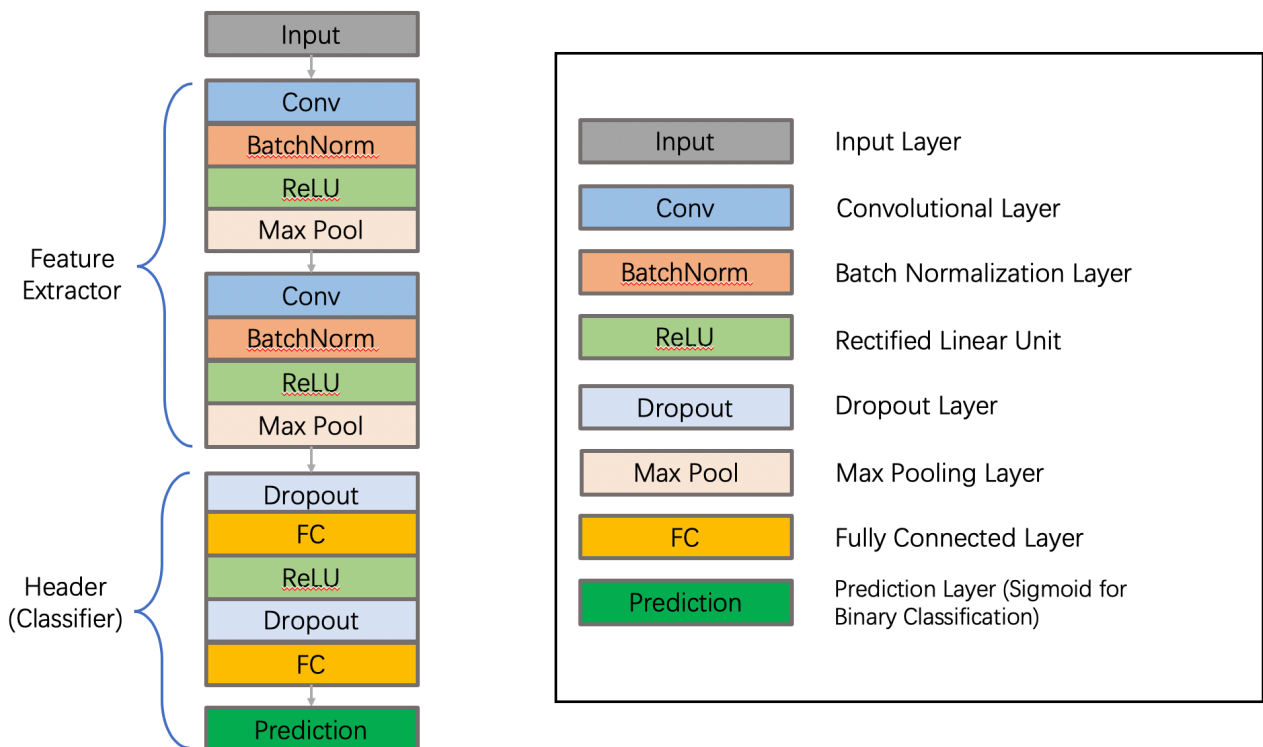 Input
Conv
BatchNorm
ReLU
Max Pool
Feature
Extractor
Conv
BatchNorm
ReLU
Max Pool
Dropout
FC
ReLU
Dropout
FC
Header
(Classifier)
Prediction
Input Input Layer
Conv Convolutional Layer
BatchNorm Batch Normalization Layer
ReLU Rectified Linear Unit
Dropout Dropout Layer
Max Pool Max Pooling Layer
FC Fully Connected Layer
Prediction Prediction Layer (Sigmoid for
Binary Classification)